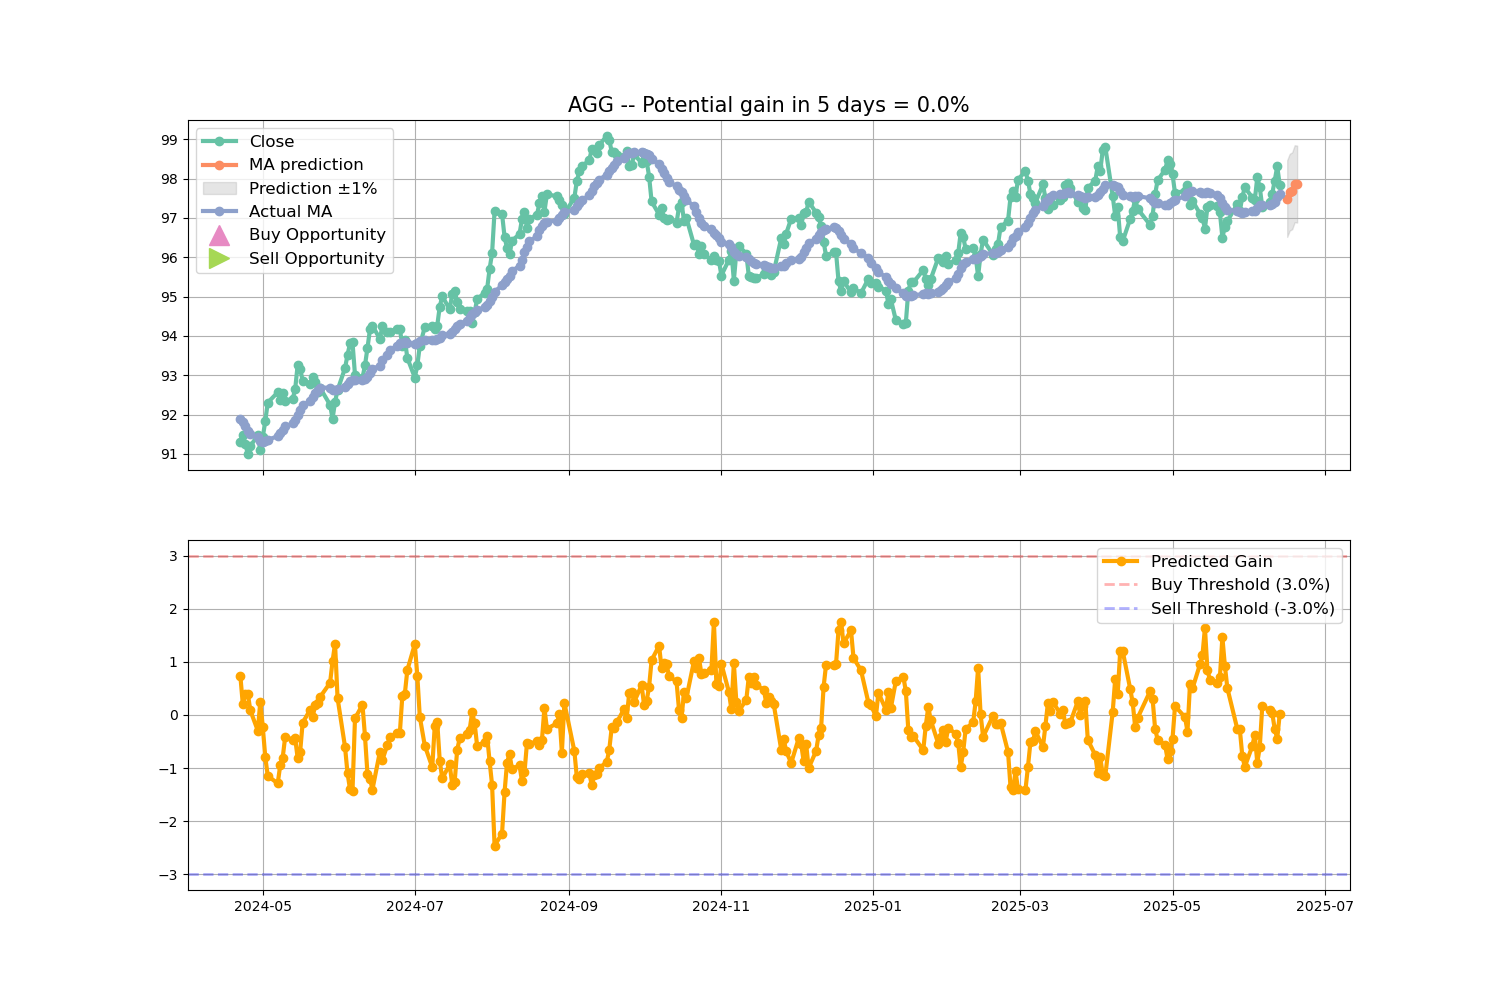 AGG -- Potential gain in 5 days = 0.0%
99
98
97
96
95
94
93
92
91
Close
MA prediction
Prediction ±1%
Actual MA
Buy Opportunity
Sell Opportunity
3
2
1
0
−1
−2
−3
Predicted Gain
Buy Threshold (3.0%)
Sell Threshold (-3.0%)
2024-05
2024-07
2024-09
2024-11
2025-01
2025-03
2025-05
2025-07